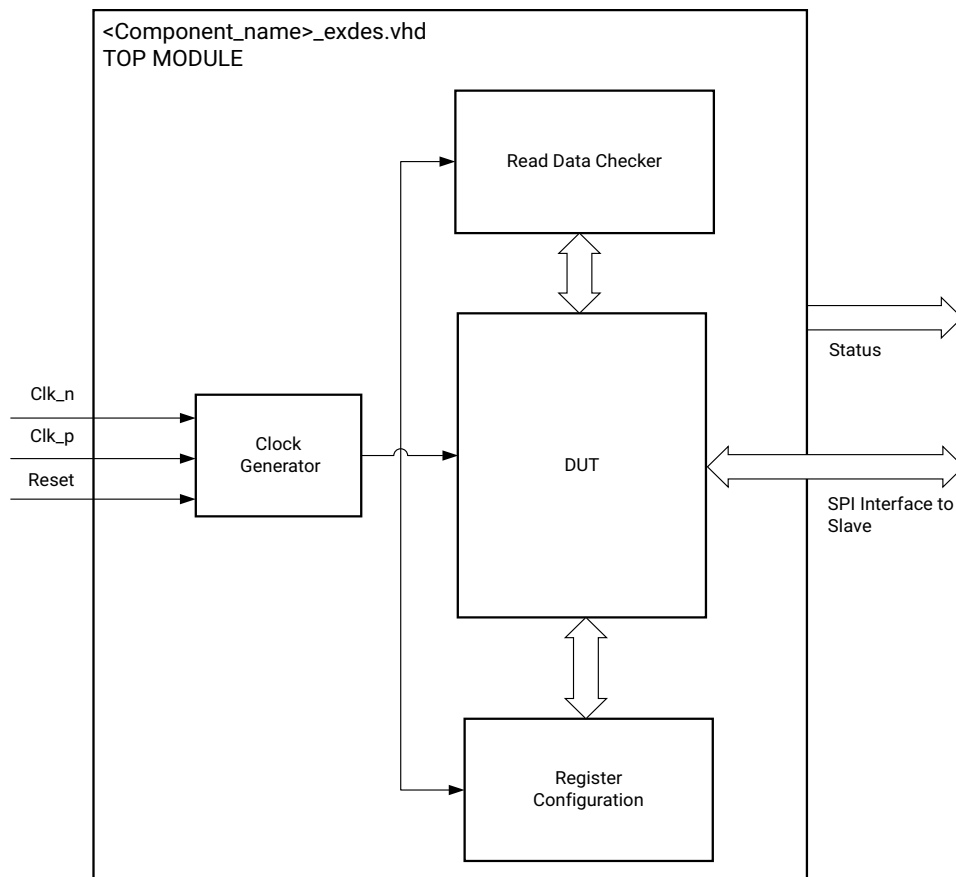 <Component_name>_exdes.vhd
TOP MODULE
Read Data Checker
Status
Clk_n
Clk_p
Reset
Clock
Generator
DUT
SPI Interface to
Slave
Register
Configuration